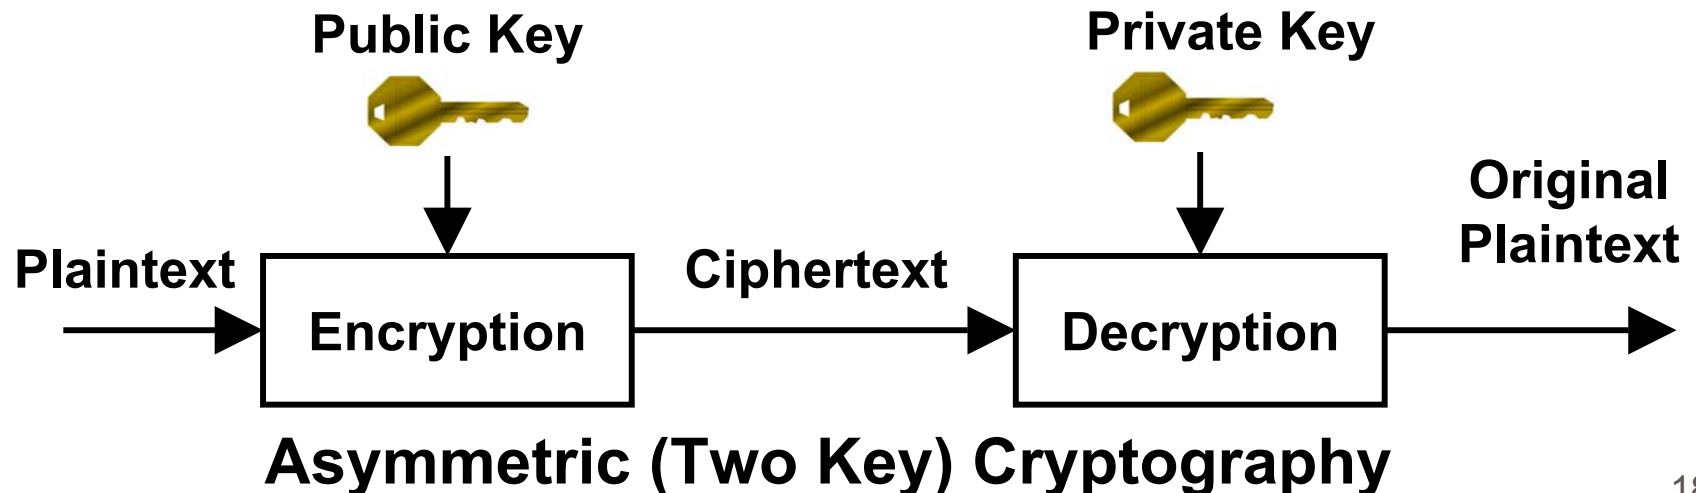 Public Key
Private Key
Original
Plaintext
Plaintext
Ciphertext
Encryption
Decryption
Asymmetric (Two Key) Cryptography